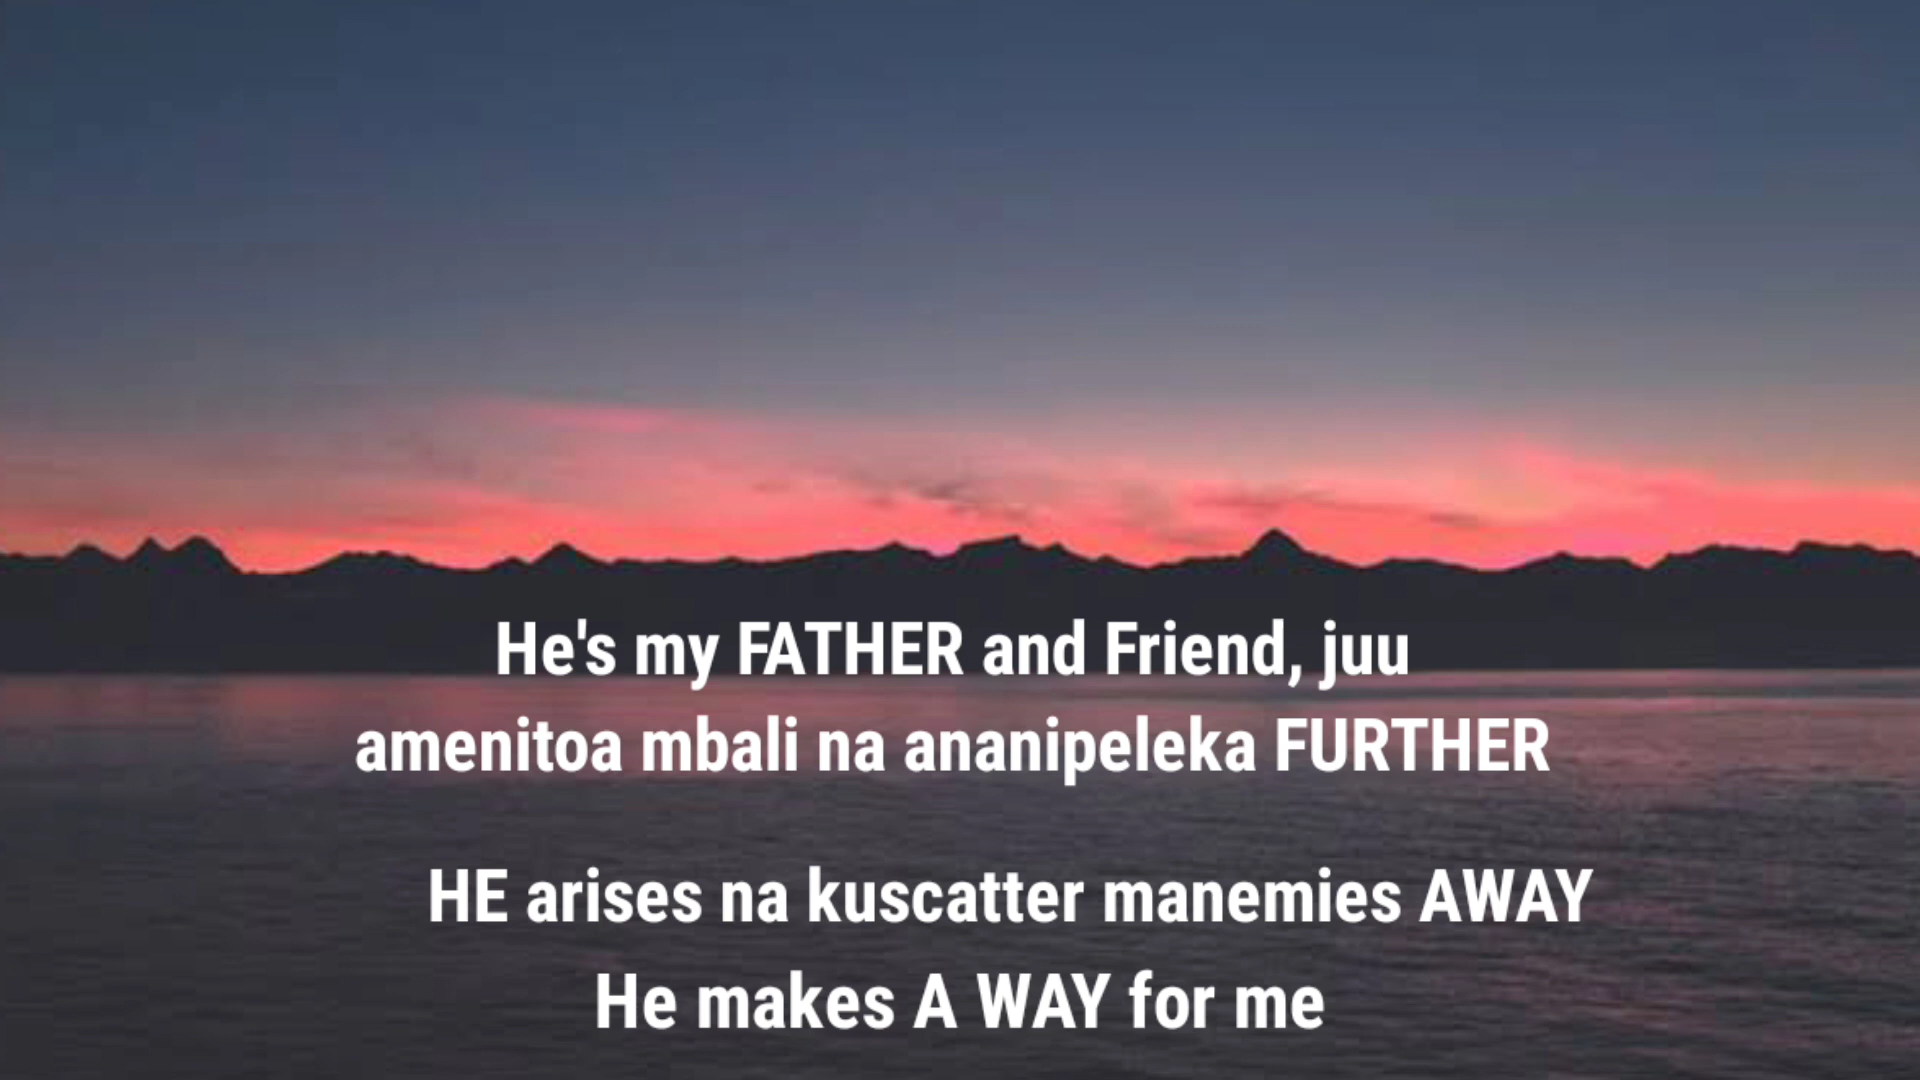 He's my FATHER and Friend, juu
amenitoa mbali na ananipeleka FURTHER
HE arises na kuscatter manemies AWAY
He makes A WAY for me